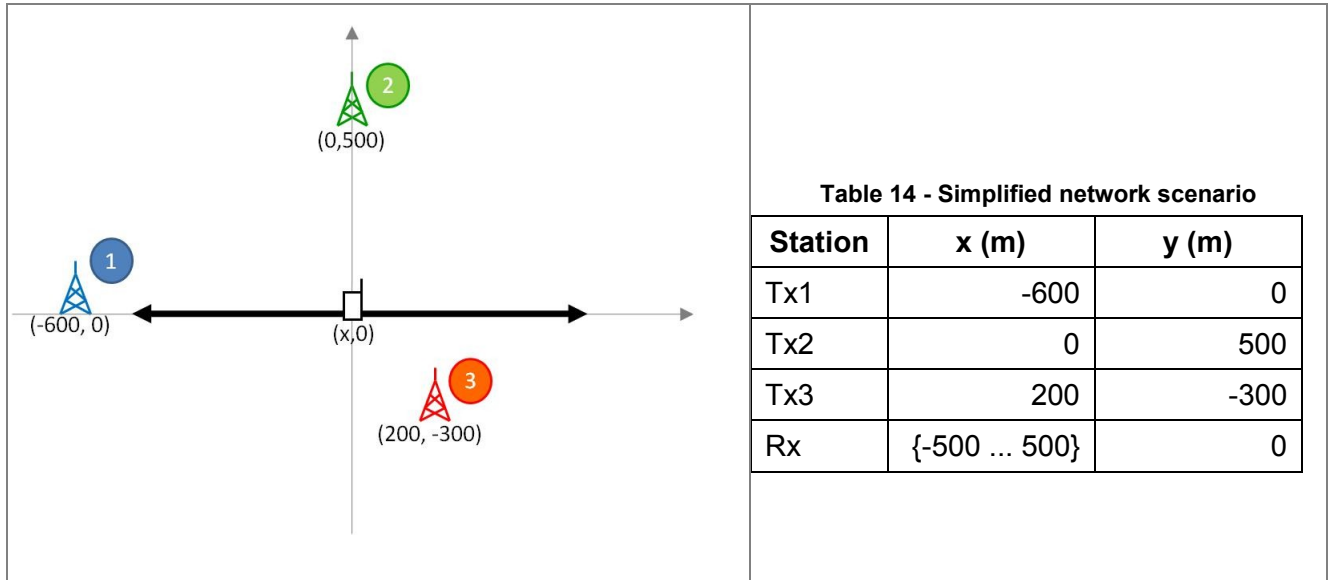 2
(0,500)
1
(-600, 0)
(x,0)
3
(200, -300)
Table 14 - Simplified network scenario
Station x (m) y (m)
Tx1 -600 0
Tx2 0 500
Tx3 200 -300
Rx {-500 ... 500} 0